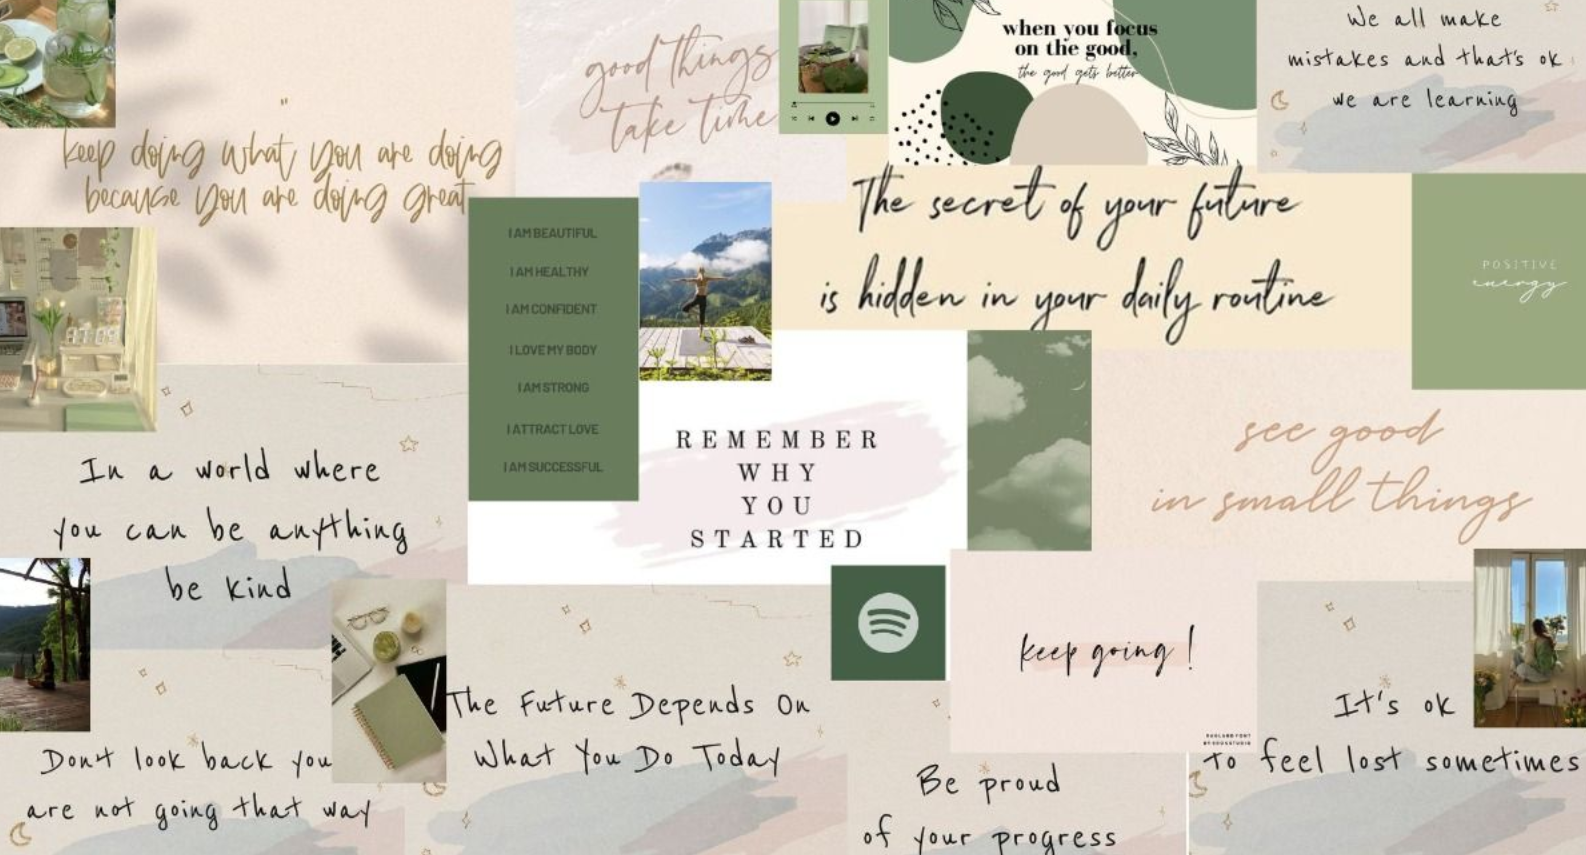 "
keep doing what you are doing
because you are doing great
good things
take time
when you focus
on the good,
the good gets better
We all make
mistakes and that's ok
we are learning
I AM BEAUTIFUL
I AM HEALTHY
I AM CONFIDENT
I LOVE MY BODY
I AM STRONG
I ATTRACT LOVE
I AM SUCCESSFUL
The secret of your future
is hidden in your daily routine
POSITIVE
energy
REMEMBER
WHY
YOU
STARTED
see good
in small things
In a world where
you can be anything
be kind
keep going!
Don't look back you
are not going that way
The Future Depends On
What You Do Today
Be proud
of your progress
It's ok
to feel lost sometimes